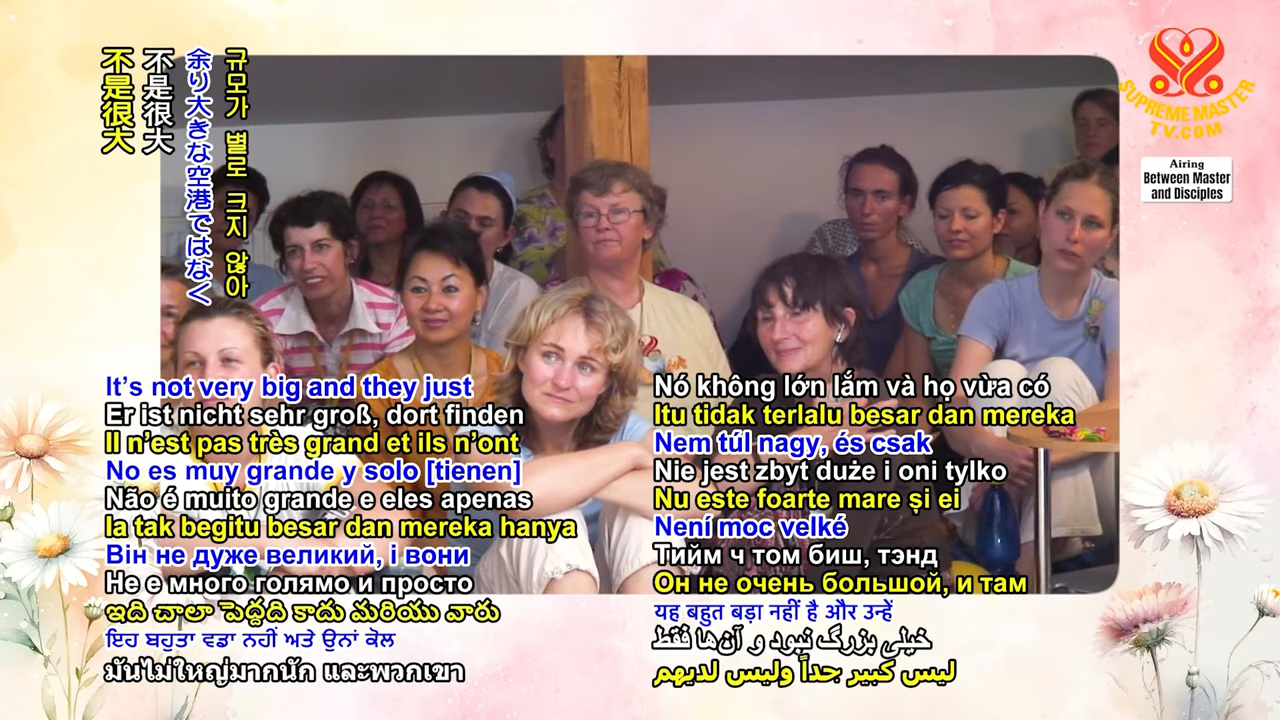 不是很大
不是很大
余り大きな空港ではなく
규모가 별로 크지 않아
SUPREME MASTER
TV.COM
Airing
Between Master
and Disciples
It’s not very big and they just
Er ist nicht sehr groß, dort finden
Il n’est pas très grand et ils n’ont
No es muy grande y solo [tienen]
Não é muito grande e eles apenas
Ia tak begitu besar dan mereka hanya
Він не дуже великий, і вони
Не е много голямо и просто
ఇది చాలా పెద్దది కాదు మరియు వారు
ਇਹ ਬਹੁਤਾ ਵਡਾ ਨਹੀਂ ਅਤੇ ਉਨਾਂ ਕੋਲ
มันไม่ใหญ่มากนัก และพวกเขา
Nó không lớn lắm và họ vừa có
Itu tidak terlalu besar dan mereka
Nem túl nagy, és csak
Nie jest zbyt duże i oni tylko
Nu este foarte mare și ei
Není moc velké
Тийм ч том биш, тэнд
Он не очень большой, и там
यह बहुत बड़ा नहीं है और उन्हें
خیلی بزرگ نبود و آن‌ها فقط
ليس كبير جداً وليس لديهم